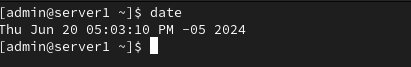 [admin@server1 ~]$ date
Thu Jun 20 05:03:10 PM -05 2024
[admin@server1 ~]$